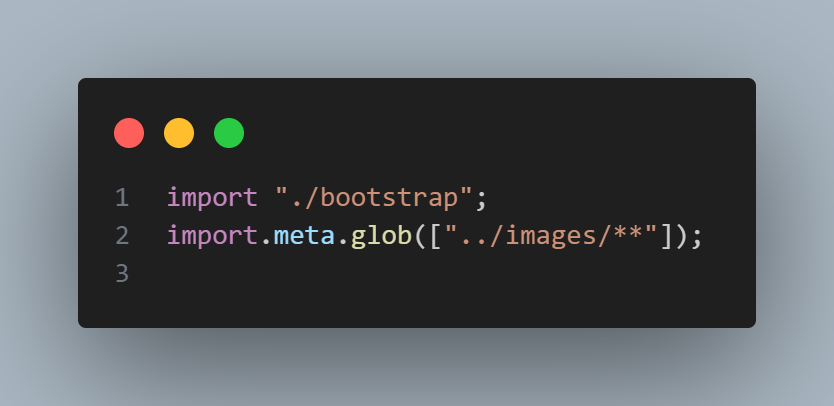 1 import "./bootstrap";
2 import.meta.glob(["../images/**"]);
3